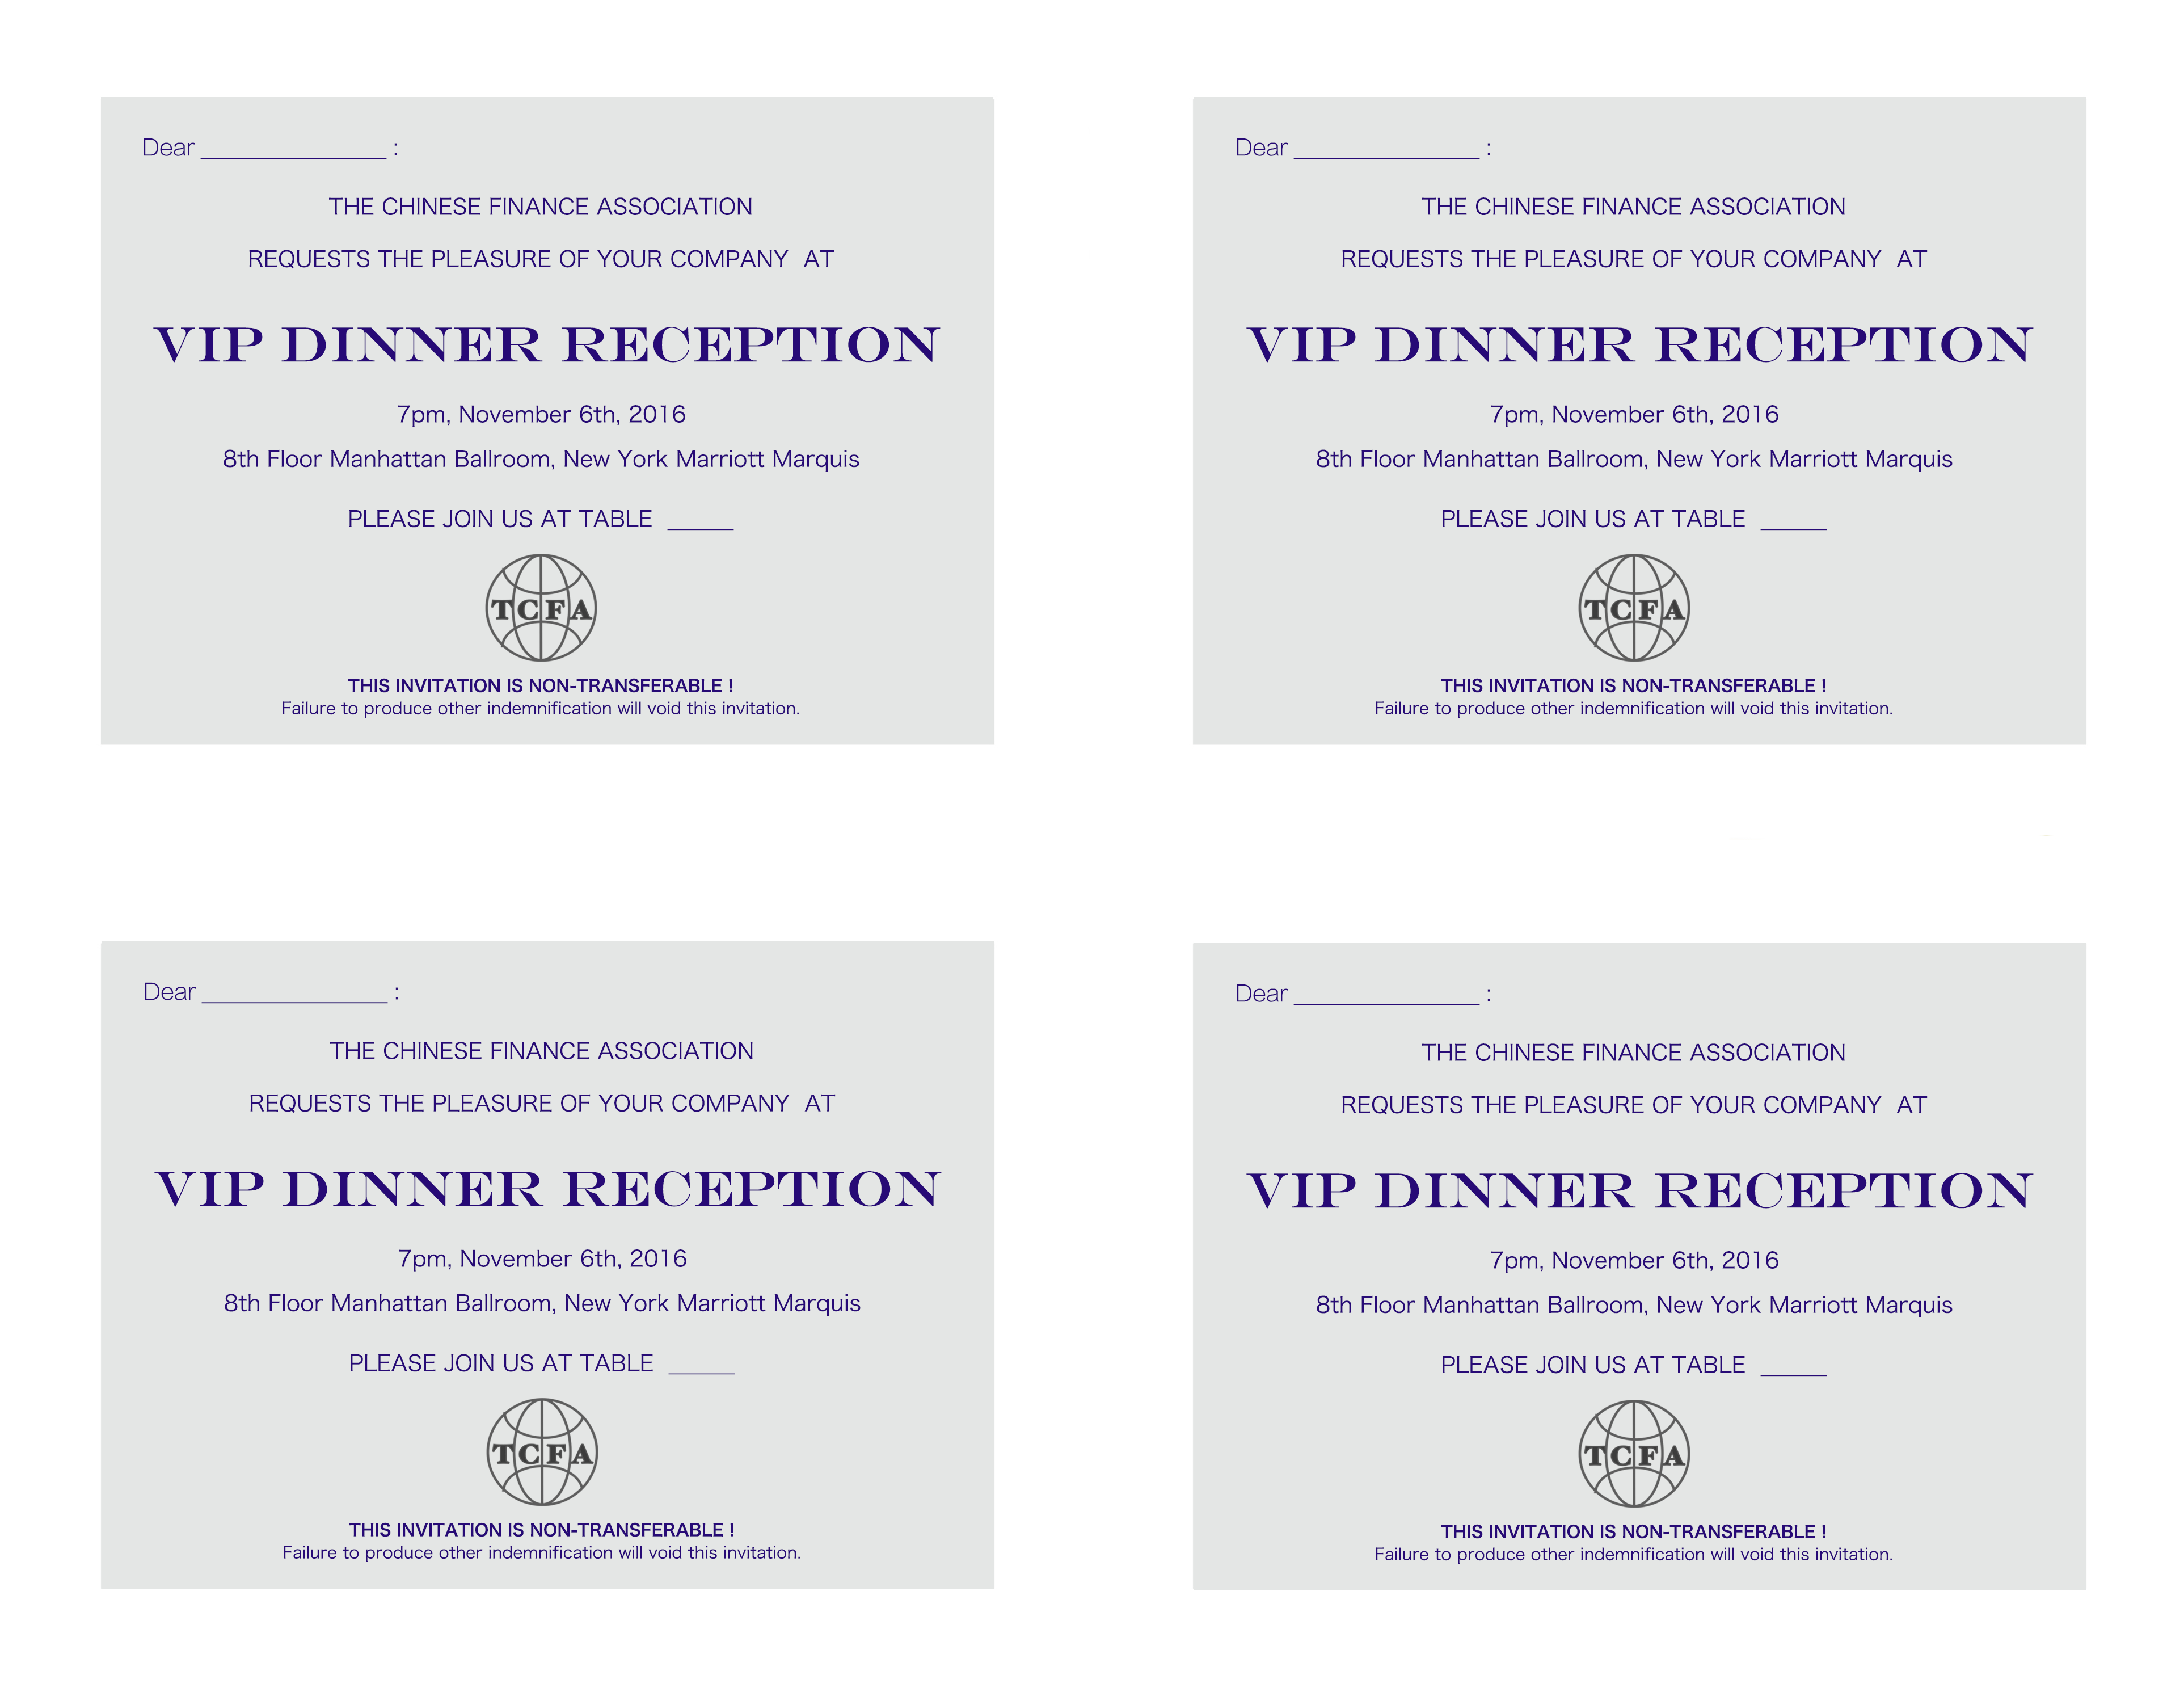 Dear ______________ :
THE CHINESE FINANCE ASSOCIATION
REQUESTS THE PLEASURE OF YOUR COMPANY  AT
VIP DINNER RECEPTION
7pm, November 6th, 2016
8th Floor Manhattan Ballroom, New York Marriott Marquis
PLEASE JOIN US AT TABLE  _____
TCFA
THIS INVITATION IS NON-TRANSFERABLE !
Failure to produce other indemnification will void this invitation.
Dear ______________ :
THE CHINESE FINANCE ASSOCIATION
REQUESTS THE PLEASURE OF YOUR COMPANY  AT
VIP DINNER RECEPTION
7pm, November 6th, 2016
8th Floor Manhattan Ballroom, New York Marriott Marquis
PLEASE JOIN US AT TABLE  _____
TCFA
THIS INVITATION IS NON-TRANSFERABLE !
Failure to produce other indemnification will void this invitation.
Dear ______________ :
THE CHINESE FINANCE ASSOCIATION
REQUESTS THE PLEASURE OF YOUR COMPANY  AT
VIP DINNER RECEPTION
7pm, November 6th, 2016
8th Floor Manhattan Ballroom, New York Marriott Marquis
PLEASE JOIN US AT TABLE  _____
TCFA
THIS INVITATION IS NON-TRANSFERABLE !
Failure to produce other indemnification will void this invitation.
Dear ______________ :
THE CHINESE FINANCE ASSOCIATION
REQUESTS THE PLEASURE OF YOUR COMPANY  AT
VIP DINNER RECEPTION
7pm, November 6th, 2016
8th Floor Manhattan Ballroom, New York Marriott Marquis
PLEASE JOIN US AT TABLE  _____
TCFA
THIS INVITATION IS NON-TRANSFERABLE !
Failure to produce other indemnification will void this invitation.